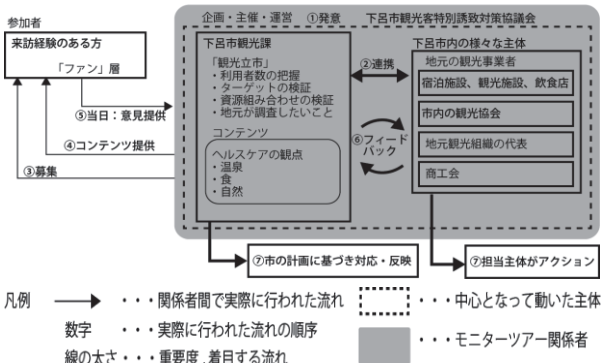 企画・主催・運営 ①発意 下呂市観光客特別誘致対策協議会
参加者
来訪経験のある方
「ファン」層
下呂市観光課
「観光立市」
・利用者数の把握
・ターゲットの検証
・資源組み合わせの検証
・地元が調査したいこと
コンテンツ
ヘルスケアの観点
・温泉
・食
・自然
②連携
下呂市内の様々な主体
地元の観光事業者
宿泊施設、観光施設、飲食店
市内の観光協会
地元観光組織の代表
商工会
⑤当日：意見提供
④コンテンツ提供
③募集
⑥フィード
バック
⑦市の計画に基づき対応・反映
⑦担当主体がアクション
凡例
・・・関係者間で実際に行われた流れ
・・・中心となって動いた主体
数字 ・・・実際に行われた流れの順序
線の太さ・・・重要度，着目する流れ
・・・モニターツアー関係者